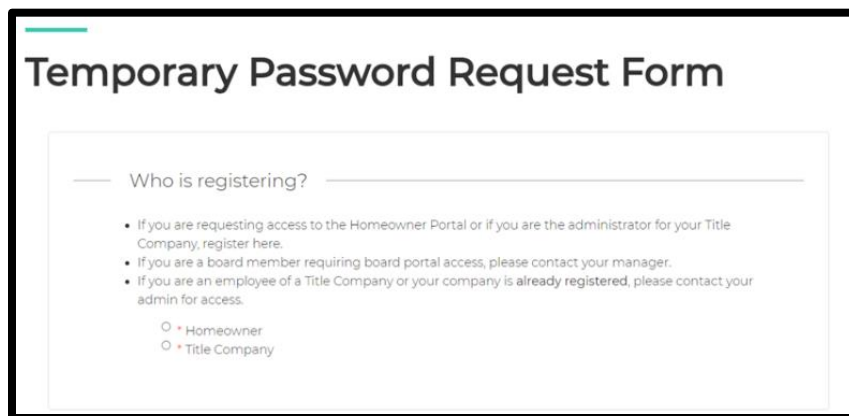 Temporary Password Request Form
Who is registering?
• If you are requesting access to the Homeowner Portal or if you are the administrator for your Title
Company, register here.
• If you are a board member requiring board portal access, please contact your manager.
• If you are an employee of a Title Company or your company is already registered, please contact your
admin for access.
* Homeowner
* Title Company